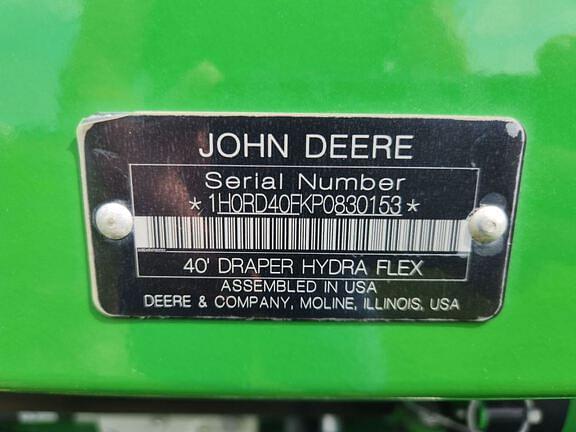 JOHN DEERE
Serial Number
*1H0RD40FKP0830153*
40' DRAPER HYDRA FLEX
ASSEMBLED IN USA
DEERE & COMPANY, MOLINE, ILLINOIS, USA